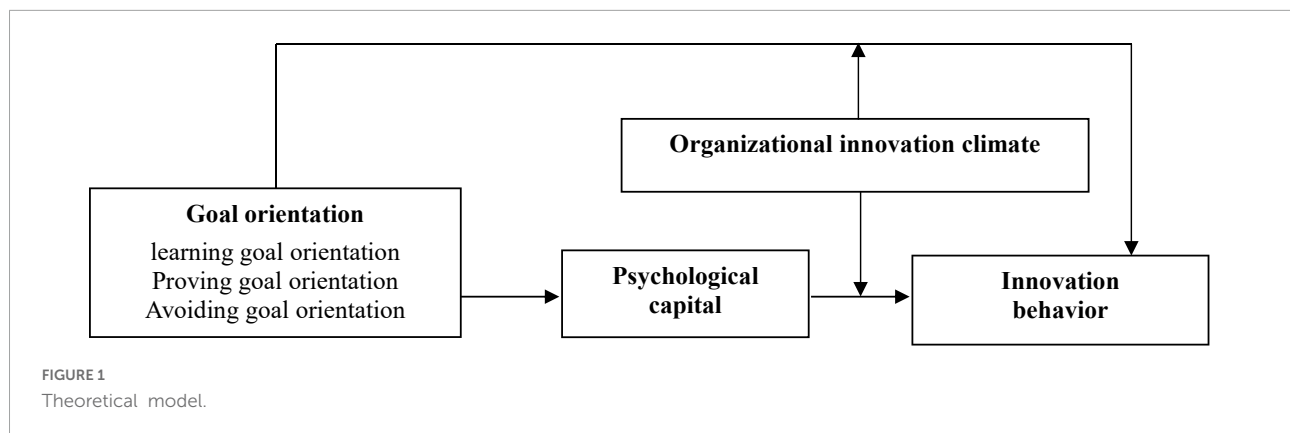 Organizational innovation climate
Goal orientation
learning goal orientation
Proving goal orientation
Avoiding goal orientation
Psychological
capital
Innovation
behavior
FIGURE 1
Theoretical model.